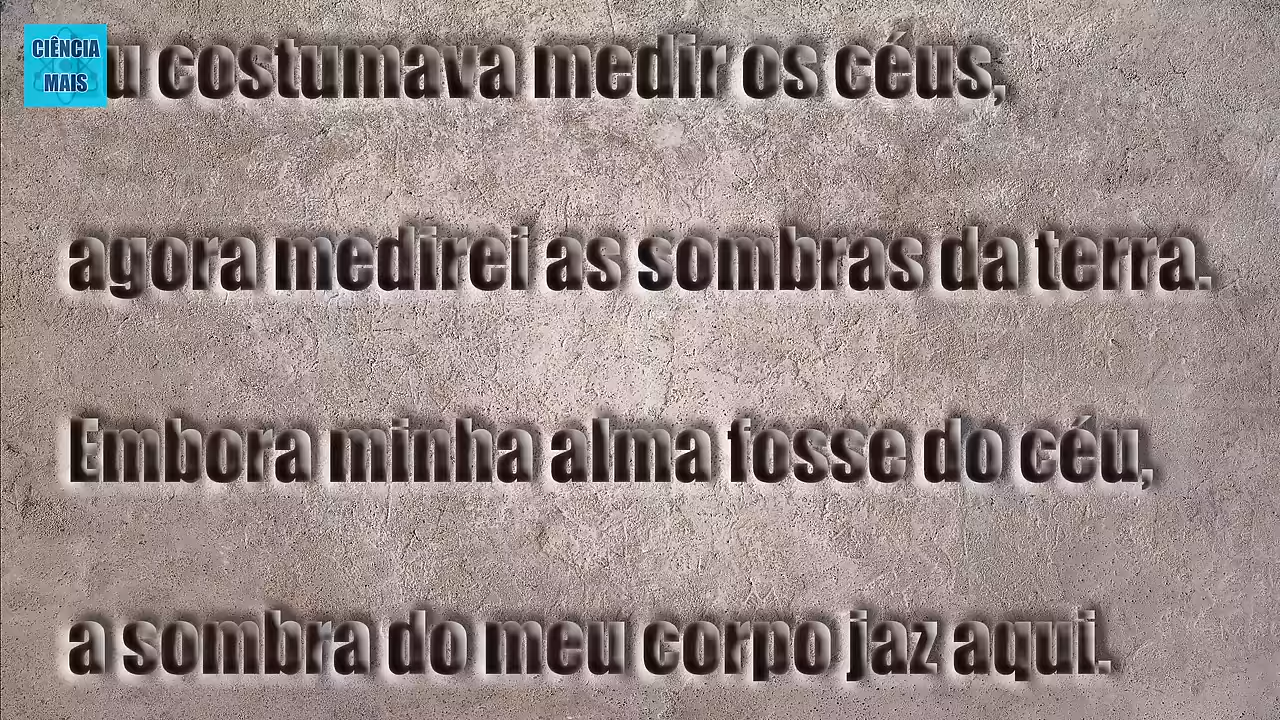 CIÊNCIA
MAIS
u costumava medir os céus,
agora medirei as sombras da terra.
Embora minha alma fosse do céu,
a sombra do meu corpo jaz aqui.